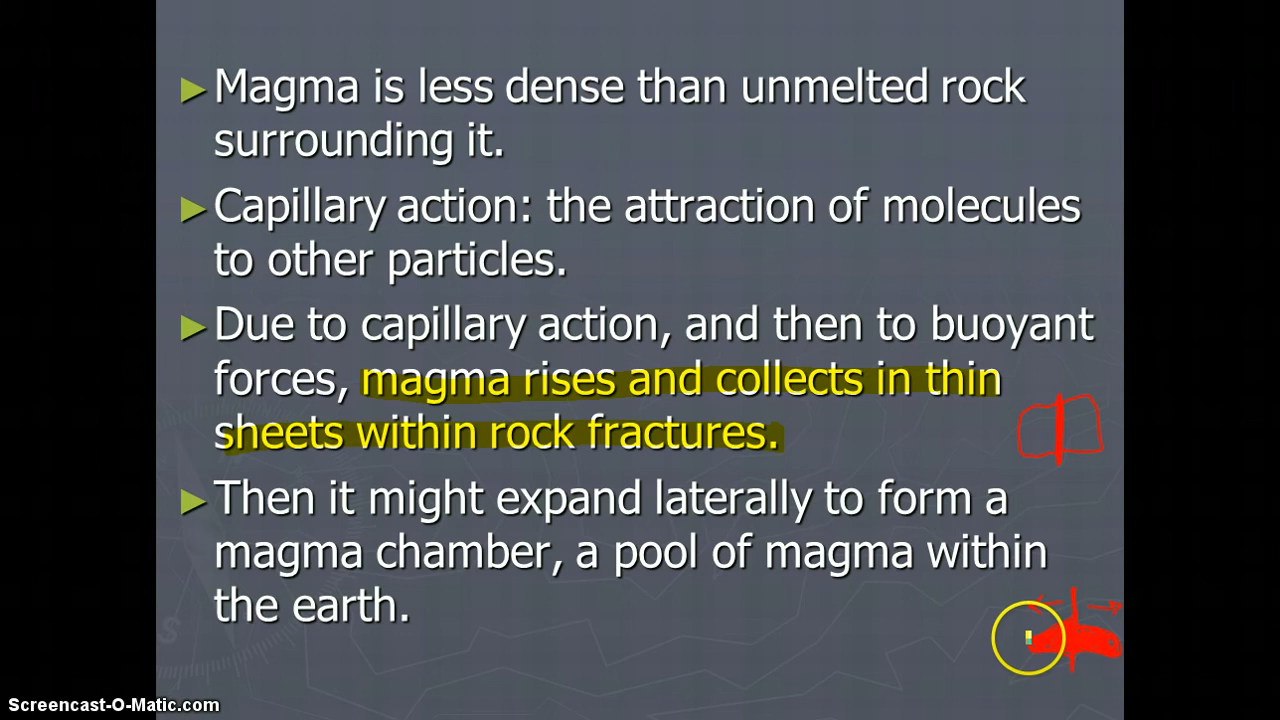 Magma is less dense than unmelted rock
surrounding it.
Capillary action: the attraction of molecules
to other particles.
Due to capillary action, and then to buoyant
forces, magma rises and collects in thin
sheets within rock fractures.
Then it might expand laterally to form a
magma chamber, a pool of magma within
the earth.
Screencast-O-Matic.com